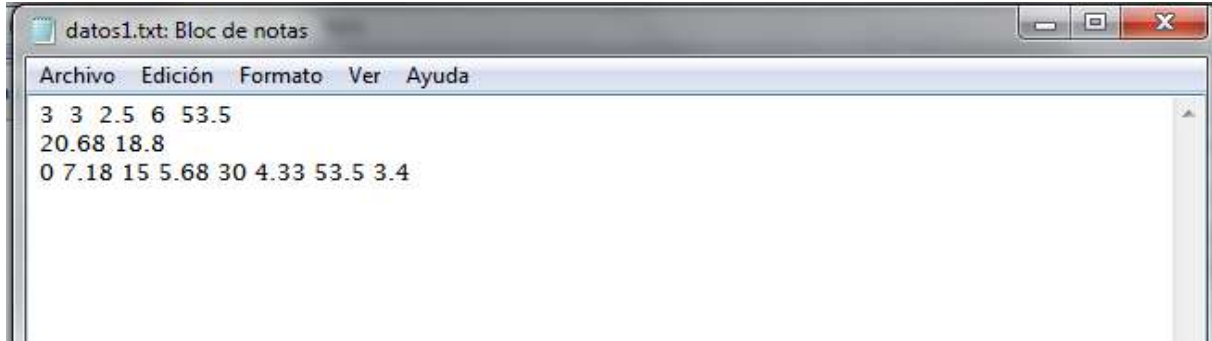 datos1.txt: Bloc de notas
Archivo Edición Formato Ver Ayuda
3 3 2.5 6 53.5
20.68 18.8
0 7.18 15 5.68 30 4.33 53.5 3.4